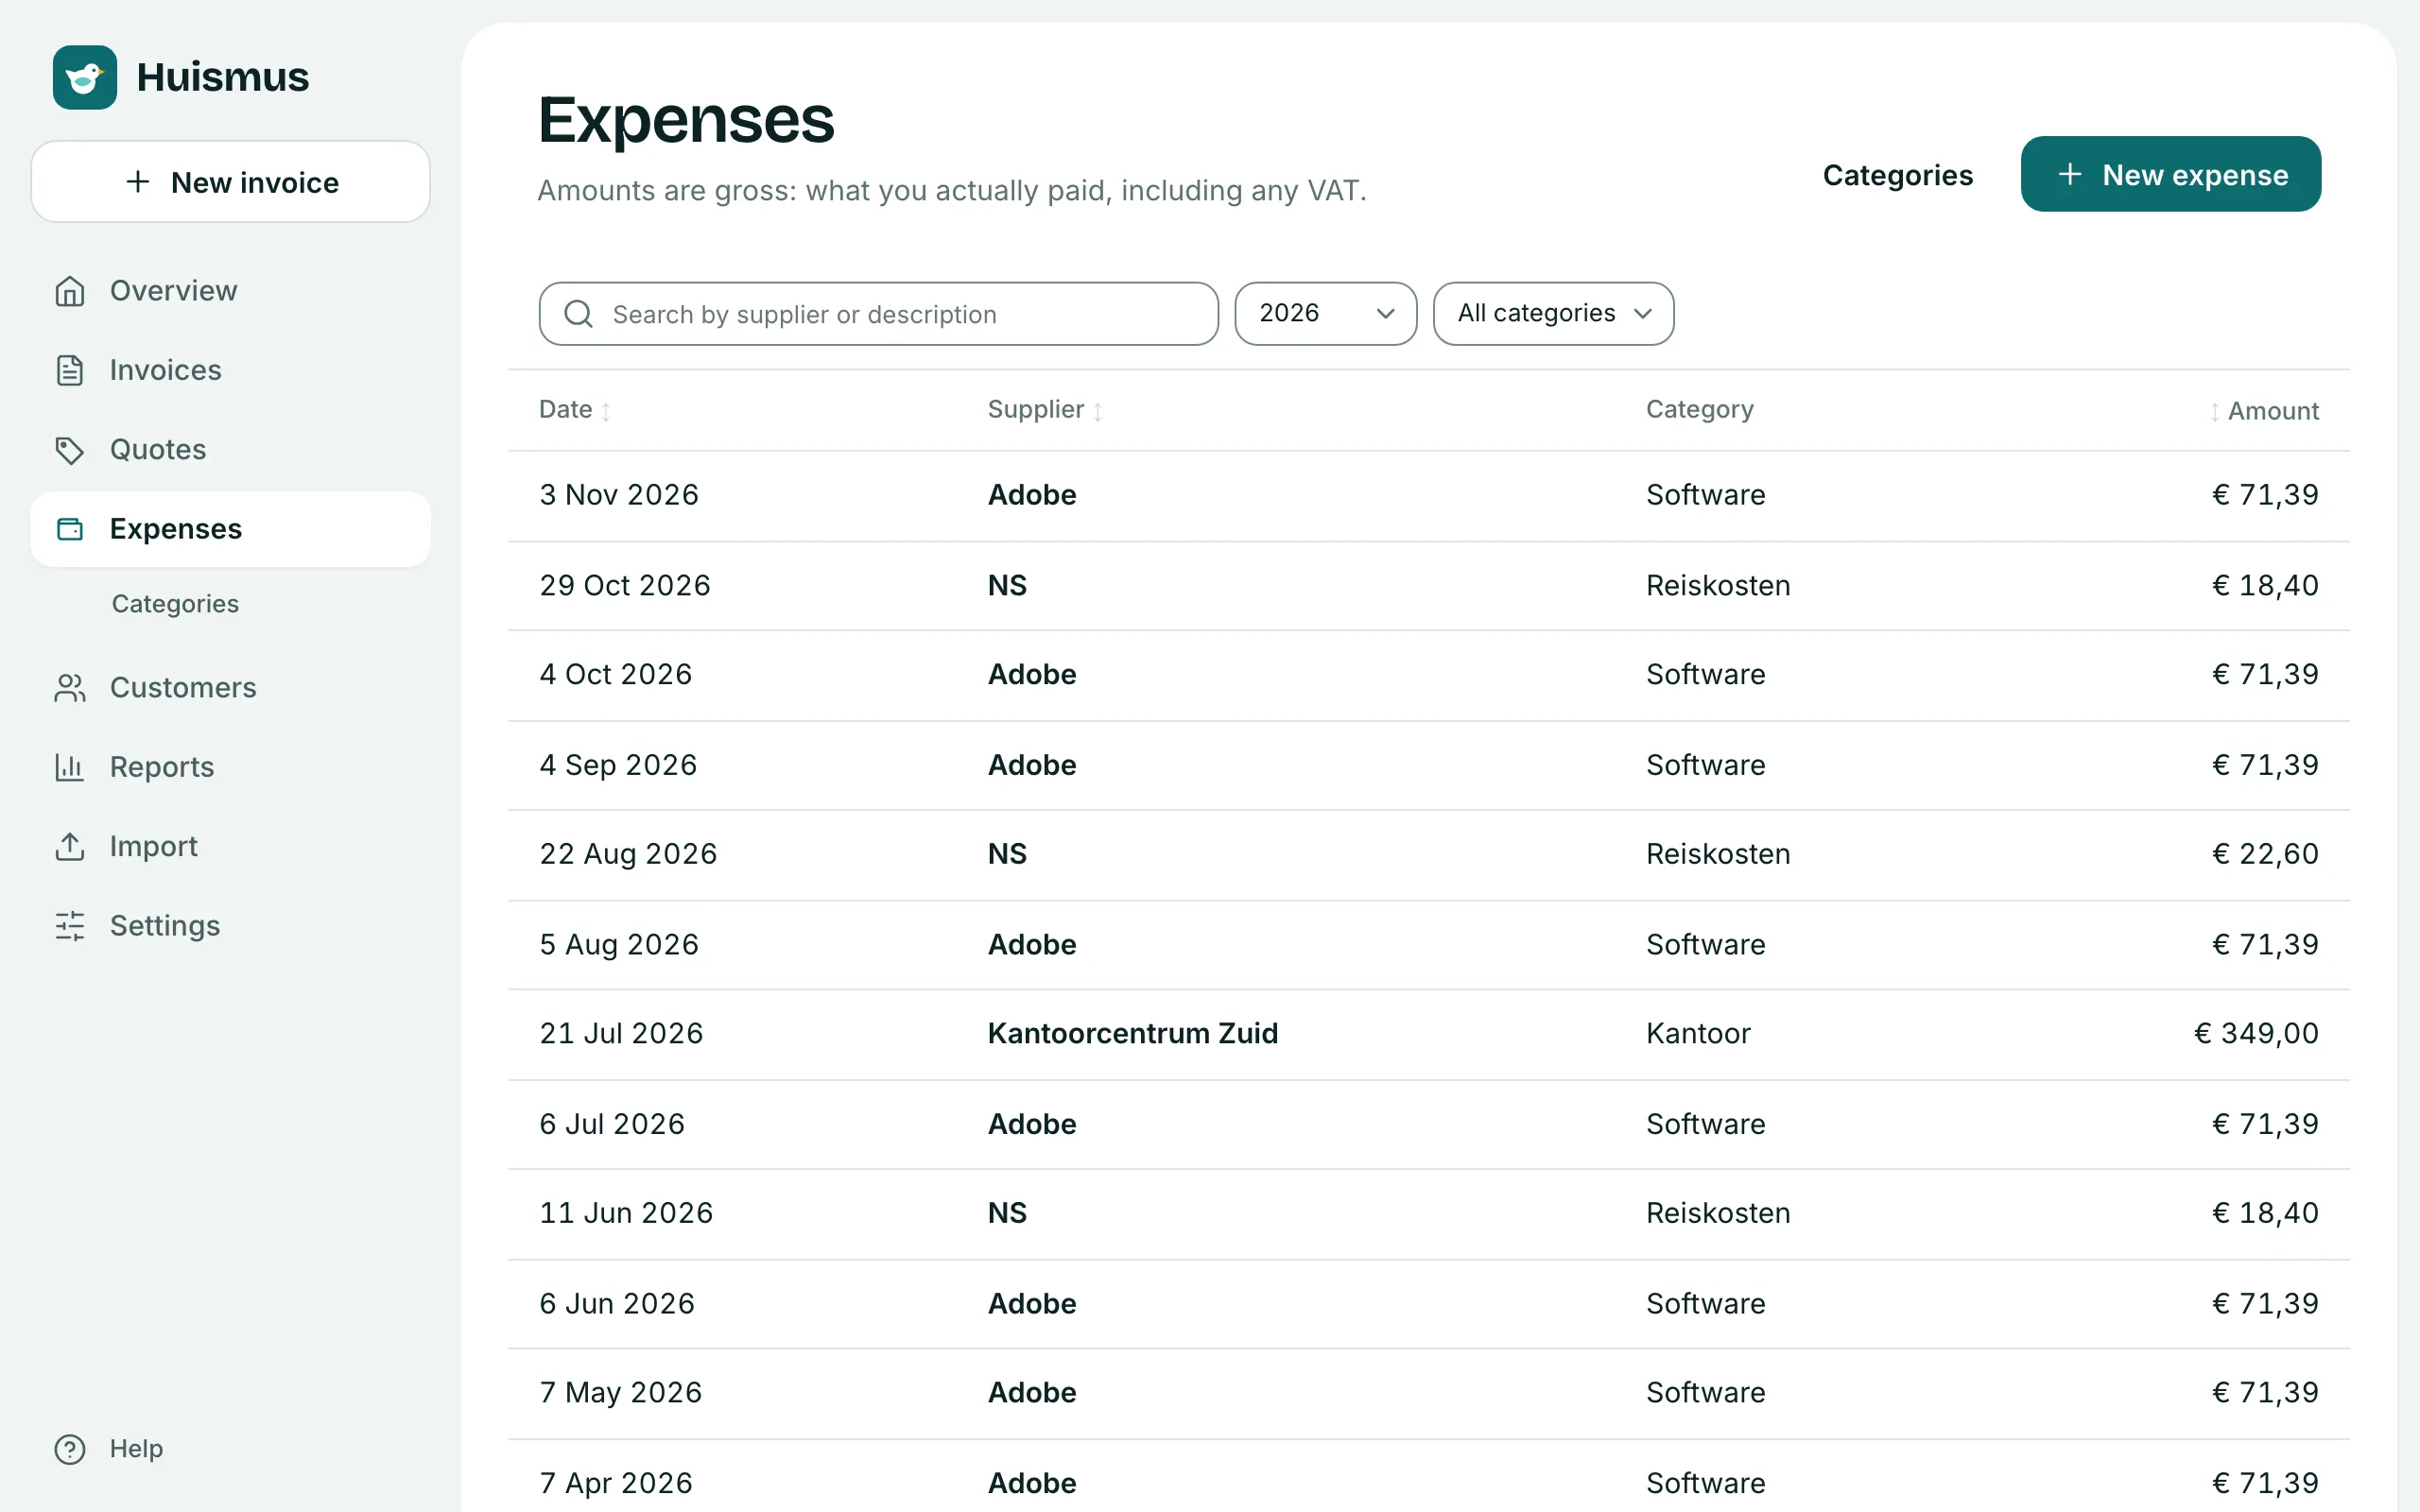 Huismus
New invoice
Overview
Invoices
Quotes
Expenses
Categories
Customers
Reports
Import
Settings
Help
Expenses
Amounts are gross: what you actually paid, including any VAT.
Categories
New expense
Search by supplier or description
2026
All categories
Date Supplier Category Amount
3 Nov 2026 Adobe Software € 71,39
29 Oct 2026 NS Reiskosten € 18,40
4 Oct 2026 Adobe Software € 71,39
4 Sep 2026 Adobe Software € 71,39
22 Aug 2026 NS Reiskosten € 22,60
5 Aug 2026 Adobe Software € 71,39
21 Jul 2026 Kantoorcentrum Zuid Kantoor € 349,00
6 Jul 2026 Adobe Software € 71,39
11 Jun 2026 NS Reiskosten € 18,40
6 Jun 2026 Adobe Software € 71,39
7 May 2026 Adobe Software € 71,39
7 Apr 2026 Adobe Software € 71,39